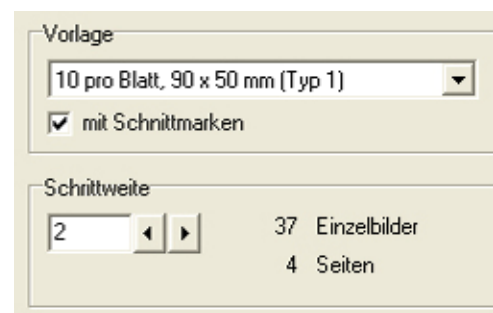 Vorlage
10 pro Blatt, 90 x 50 mm (Typ 1)
mit Schnittmarken
Schrittweite
2
37 Einzelbilder
4 Seiten